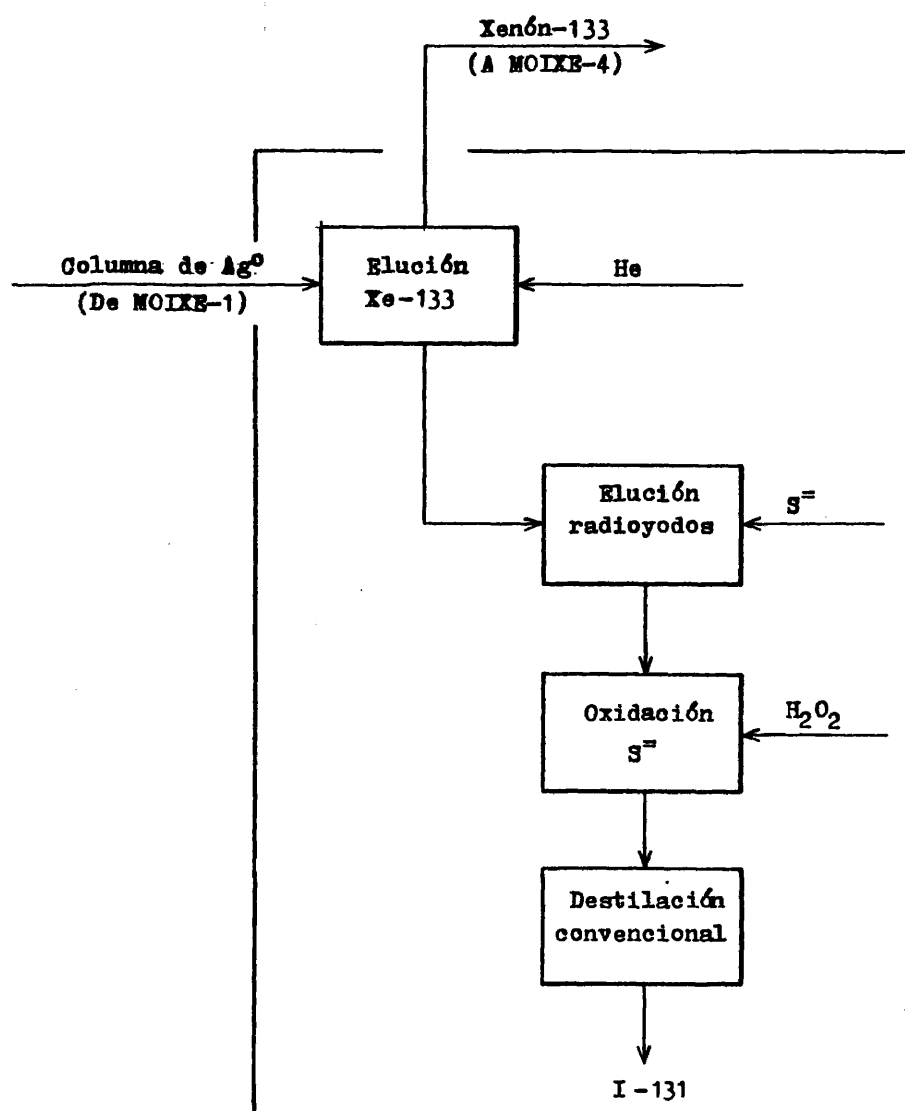 Xenón-133
(A MOIXE-4)
Columna de Ag⁰
(De MOIXE-1)
Elución
Xe-133
He
Elución
radioyodos
S⁼
Oxidación
S⁼
H₂O₂
Destilación
convencional
I-131